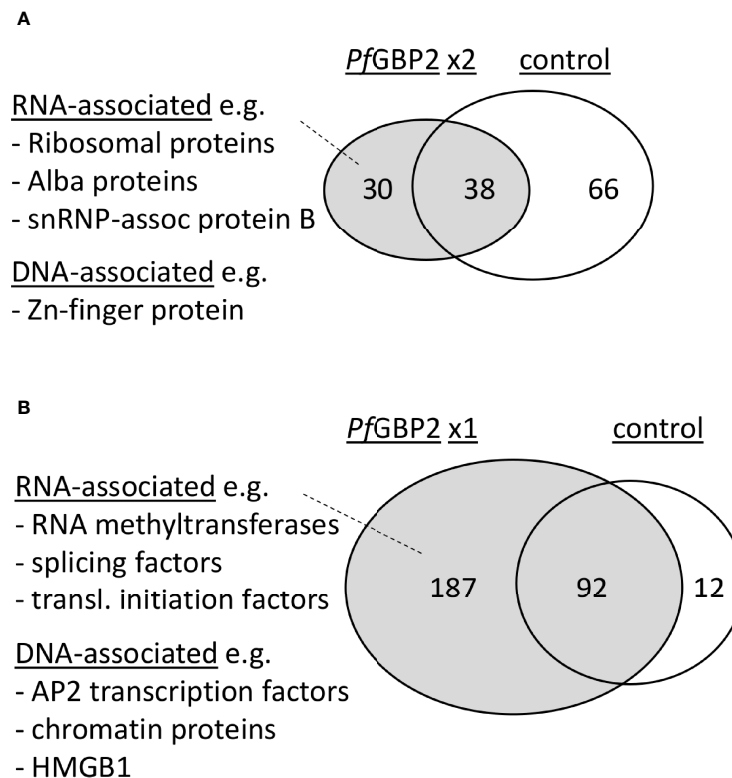 A
PfGBP2 x2 control
RNA-associated e.g.
- Ribosomal proteins
- Alba proteins
- snRNP-assoc protein B
30 38 66
DNA-associated e.g.
- Zn-finger protein
B
PfGBP2 x1 control
RNA-associated e.g.
- RNA methyltransferases
- splicing factors
- transl. initiation factors
187 92 12
DNA-associated e.g.
- AP2 transcription factors
- chromatin proteins
- HMGB1